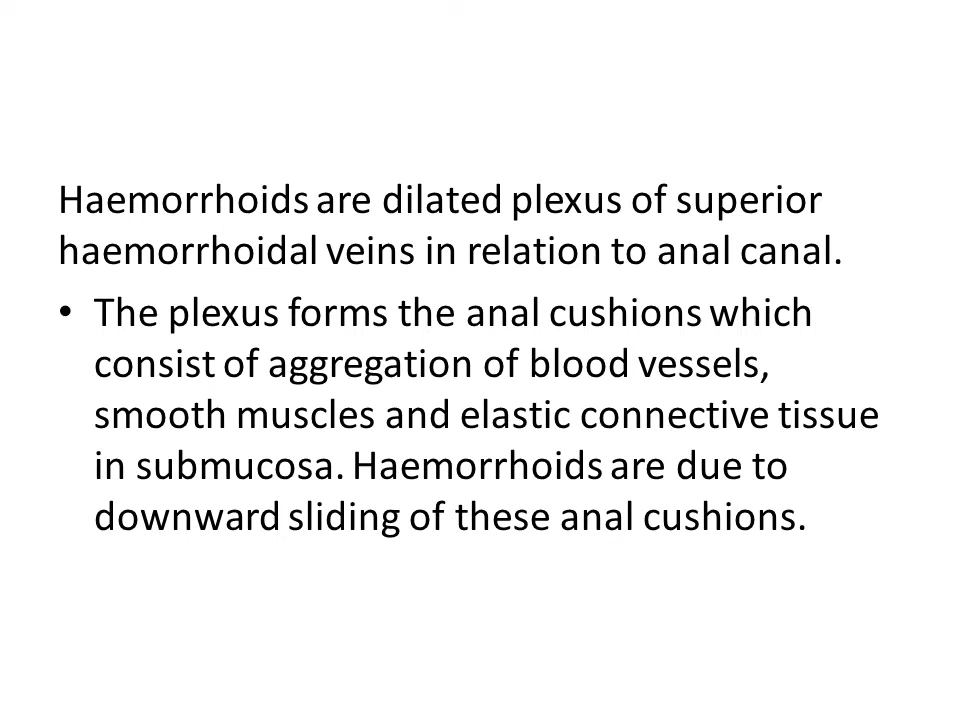 Haemorrhoids are dilated plexus of superior
haemorrhoidal veins in relation to anal canal.
• The plexus forms the anal cushions which
consist of aggregation of blood vessels,
smooth muscles and elastic connective tissue
in submucosa. Haemorrhoids are due to
downward sliding of these anal cushions.